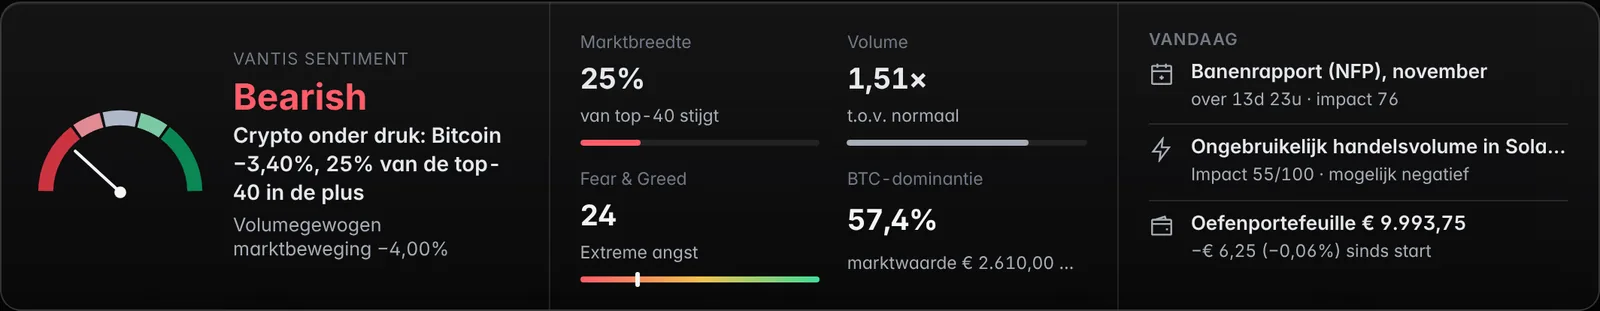 VANTIS SENTIMENT
Bearish
Crypto onder druk: Bitcoin
−3,40%, 25% van de top-
40 in de plus
Volumegewogen
marktbeweging −4,00%
Marktbreedte
25%
van top-40 stijgt
Volume
1,51×
t.o.v. normaal
Fear & Greed
24
Extreme angst
BTC-dominantie
57,4%
marktwaarde € 2.610,00 ...
VANDAAG
Banenrapport (NFP), november
over 13d 23u · impact 76
Ongebruikelijk handelsvolume in Sola...
Impact 55/100 · mogelijk negatief
Oefenportefeuille € 9.993,75
−€ 6,25 (−0,06%) sinds start